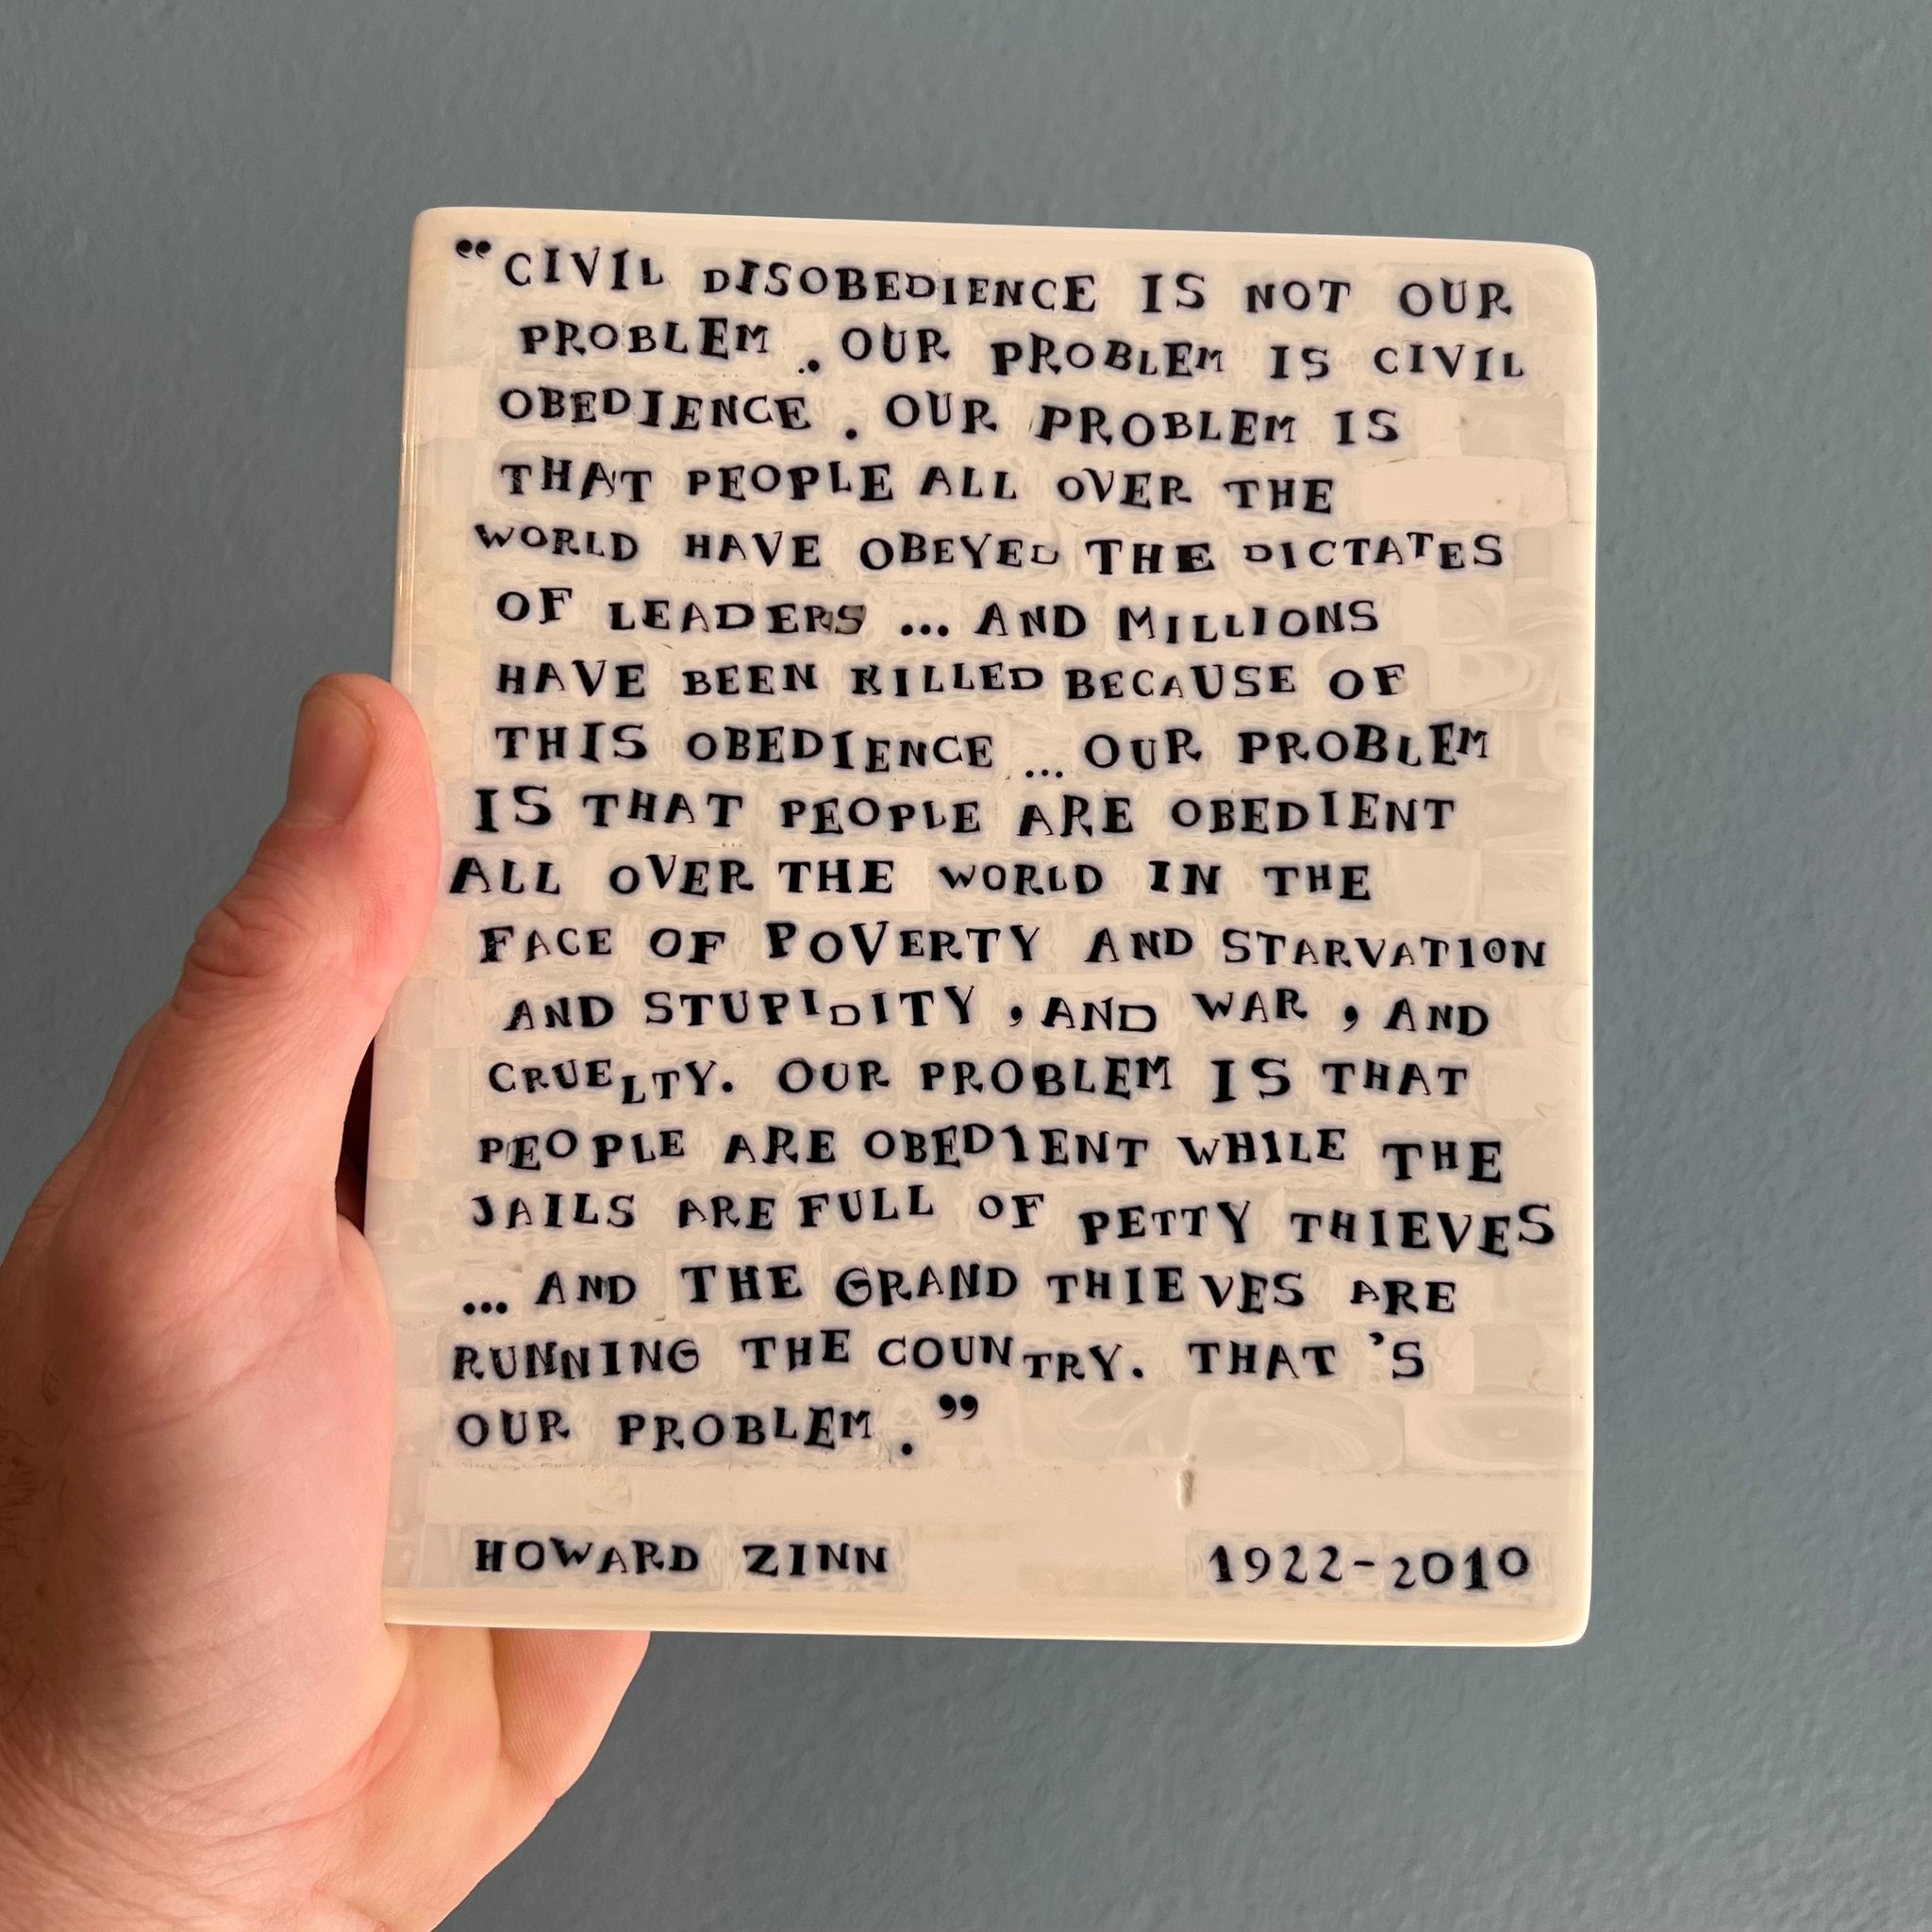 “CIVIL DISOBEDIENCE IS NOT OUR
PROBLEM. OUR PROBLEM IS CIVIL
OBEDIENCE. OUR PROBLEM IS
THAT PEOPLE ALL OVER THE
WORLD HAVE OBEYED THE DICTATES
OF LEADERS ... AND MILLIONS
HAVE BEEN KILLED BECAUSE OF
THIS OBEDIENCE ... OUR PROBLEM
IS THAT PEOPLE ARE OBEDIENT
ALL OVER THE WORLD IN THE
FACE OF POVERTY AND STARVATION
AND STUPIDITY, AND WAR, AND
CRUELTY. OUR PROBLEM IS THAT
PEOPLE ARE OBEDIENT WHILE THE
JAILS ARE FULL OF PETTY THIEVES
... AND THE GRAND THIEVES ARE
RUNNING THE COUNTRY. THAT'S
OUR PROBLEM.”
HOWARD ZINN 1922-2010